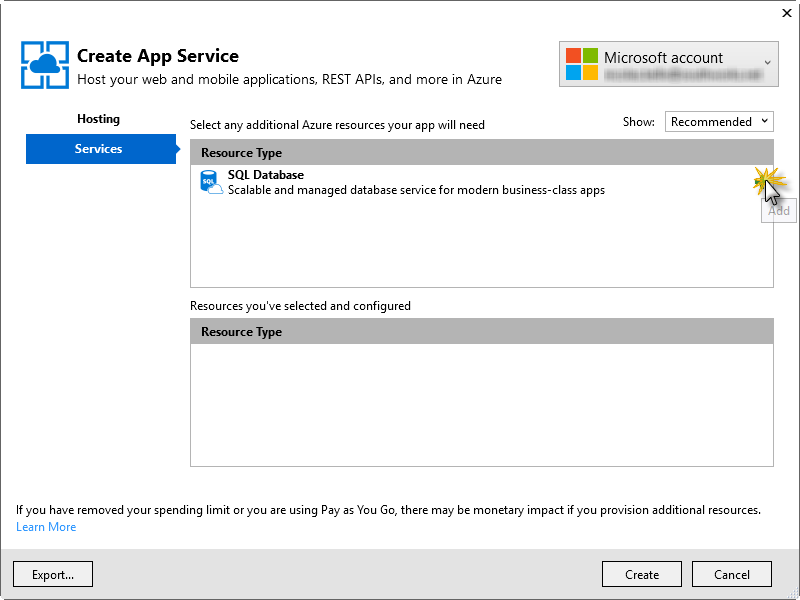 Create App Service
Host your web and mobile applications, REST APIs, and more in Azure
Microsoft account
Hosting
Services
Select any additional Azure resources your app will need
Show:
Recommended
Resource Type
SQL
SQL Database
Scalable and managed database service for modern business-class apps
Add
Resources you've selected and configured
Resource Type
If you have removed your spending limit or you are using Pay as You Go, there may be monetary impact if you provision additional resources.
Learn More
Export...
Create
Cancel